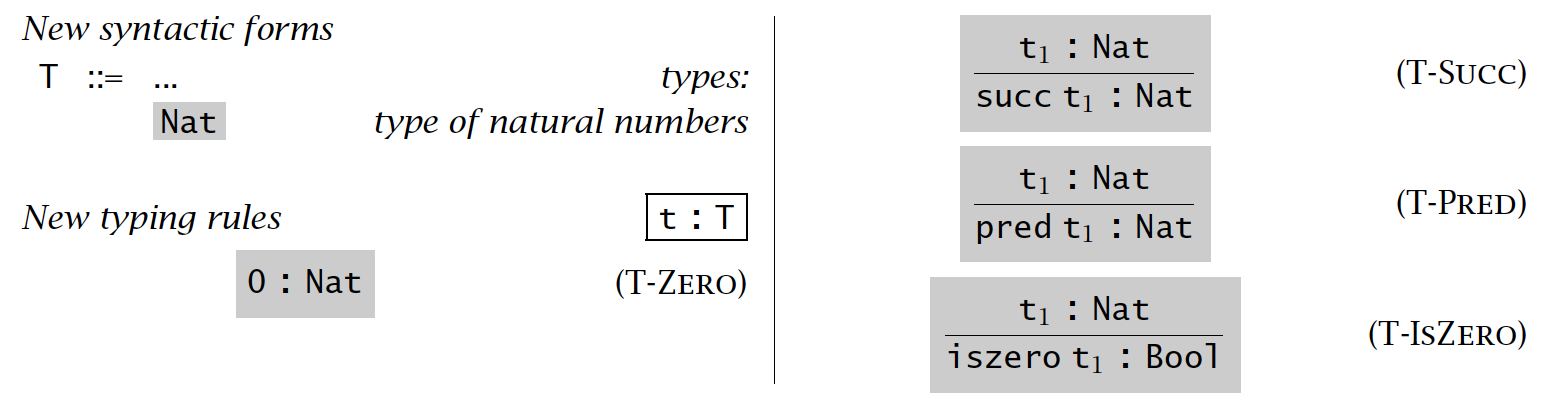 New syntactic forms
T ::= ... types:
Nat type of natural numbers
New typing rules t : T
0 : Nat (T-ZERO)
t₁ : Nat
succ t₁ : Nat (T-SUCC)
t₁ : Nat
pred t₁ : Nat (T-PRED)
t₁ : Nat
iszero t₁ : Bool (T-ISZERO)